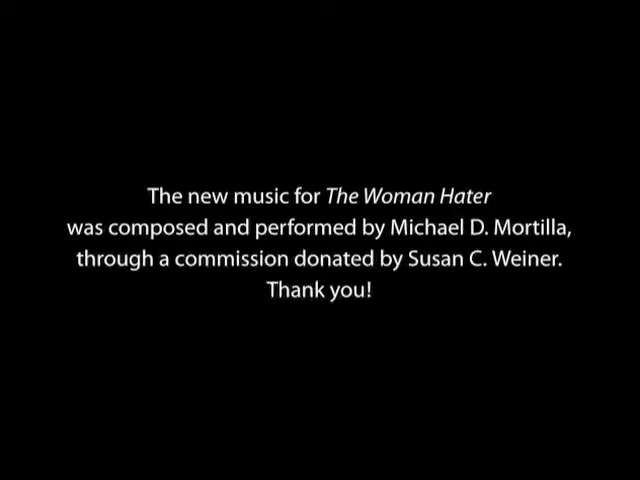 The new music for The Woman Hater
was composed and performed by Michael D. Mortilla,
through a commission donated by Susan C. Weiner.
Thank you!